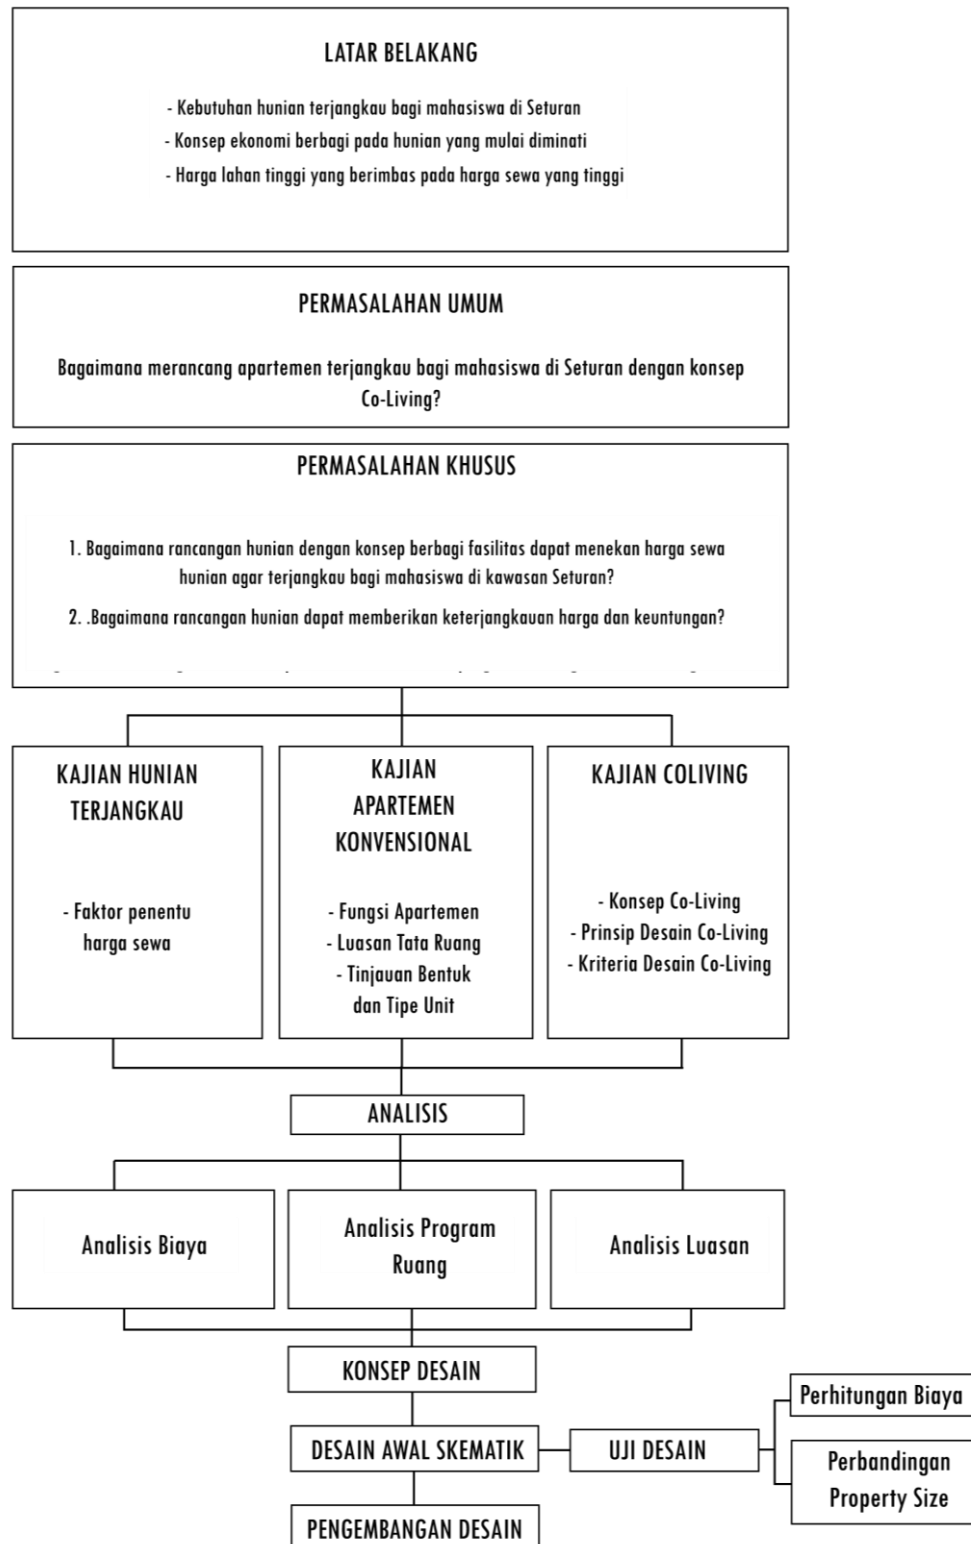 LATAR BELAKANG
- Kebutuhan hunian terjangkau bagi mahasiswa di Seturan
- Konsep ekonomi berbagi pada hunian yang mulai diminati
- Harga lahan tinggi yang berimbas pada harga sewa yang tinggi
PERMASALAHAN UMUM
Bagaimana merancang apartemen terjangkau bagi mahasiswa di Seturan dengan konsep
Co-Living?
PERMASALAHAN KHUSUS
1. Bagaimana rancangan hunian dengan konsep berbagi fasilitas dapat menekan harga sewa
hunian agar terjangkau bagi mahasiswa di kawasan Seturan?
2. .Bagaimana rancangan hunian dapat memberikan keterjangkauan harga dan keuntungan?
KAJIAN HUNIAN
TERJANGKAU
- Faktor penentu
harga sewa
KAJIAN
APARTEMEN
KONVENSIONAL
- Fungsi Apartemen
- Luasan Tata Ruang
- Tinjauan Bentuk
dan Tipe Unit
KAJIAN COLIVING
- Konsep Co-Living
- Prinsip Desain Co-Living
- Kriteria Desain Co-Living
ANALISIS
Analisis Biaya
Analisis Program
Ruang
Analisis Luasan
KONSEP DESAIN
DESAIN AWAL SKEMATIK
UJI DESAIN
Perhitungan Biaya
Perbandingan
Property Size
PENGEMBANGAN DESAIN